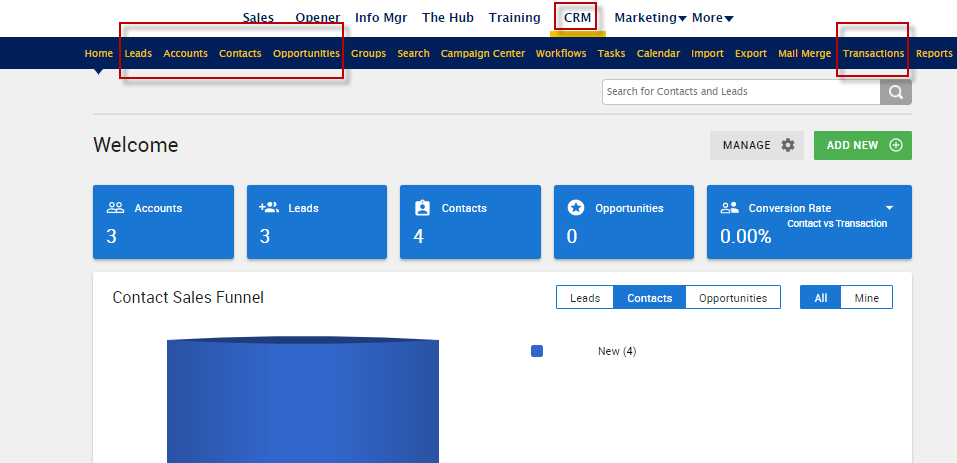 Sales Opener Info Mgr The Hub Training CRM Marketing More
Home Leads Accounts Contacts Opportunities Groups Search Campaign Center Workflows Tasks Calendar Import Export Mail Merge Transactions Reports
Search for Contacts and Leads
Welcome
MANAGE
ADD NEW
Accounts
3
Leads
3
Contacts
4
Opportunities
0
Conversion Rate
Contact vs Transaction
0.00%
Contact Sales Funnel
Leads Contacts Opportunities
All Mine
New (4)